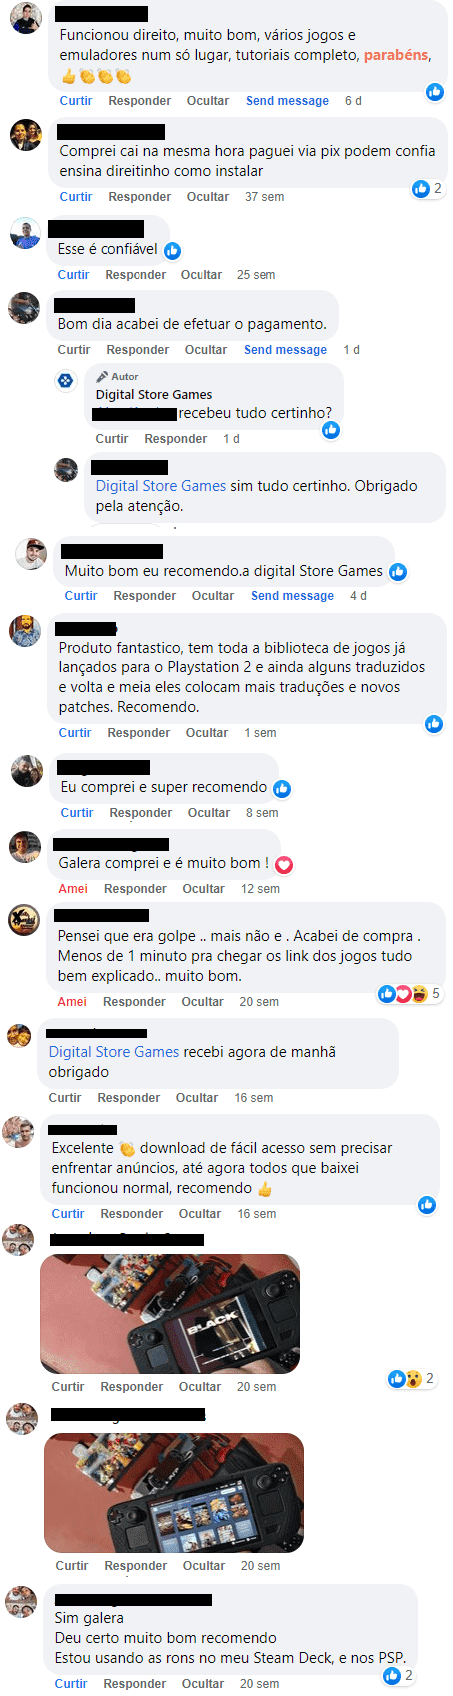 Funcionou direito, muito bom, vários jogos e
emuladores num só lugar, tutoriais completo, parabéns,
👍👏👏👏
Curtir Responder Ocultar Send message 6 d
Comprei cai na mesma hora paguei via pix podem confia
ensina direitinho como instalar
Curtir Responder Ocultar 37 sem 2
Esse é confiável
Curtir Responder Ocultar 25 sem
Bom dia acabei de efetuar o pagamento.
Curtir Responder Ocultar Send message 1 d
Autor
Digital Store Games
recebeu tudo certinho?
Curtir Responder 1 d
Digital Store Games sim tudo certinho. Obrigado
pela atenção.
Muito bom eu recomendo.a digital Store Games
Curtir Responder Ocultar Send message 4 d
Produto fantastico, tem toda a biblioteca de jogos já
lançados para o Playstation 2 e ainda alguns traduzidos
e volta e meia eles colocam mais traduções e novos
patches. Recomendo.
Curtir Responder Ocultar 1 sem
Eu comprei e super recomendo
Curtir Responder Ocultar 8 sem
Galera comprei e é muito bom !
Amei Responder Ocultar 12 sem
Pensei que era golpe .. mais não e . Acabei de compra .
Menos de 1 minuto pra chegar os link dos jogos tudo
bem explicado.. muito bom.
Amei Responder Ocultar 20 sem 5
Digital Store Games recebi agora de manhã
obrigado
Curtir Responder Ocultar 16 sem
Excelente 👏 download de fácil acesso sem precisar
enfrentar anúncios, até agora todos que baixei
funcionou normal, recomendo 👍
Curtir Responder Ocultar 16 sem
BLACK
Curtir Responder Ocultar 20 sem 2
Curtir Responder Ocultar 20 sem
Sim galera
Deu certo muito bom recomendo
Estou usando as rons no meu Steam Deck, e nos PSP.
Curtir Responder Ocultar 20 sem 2